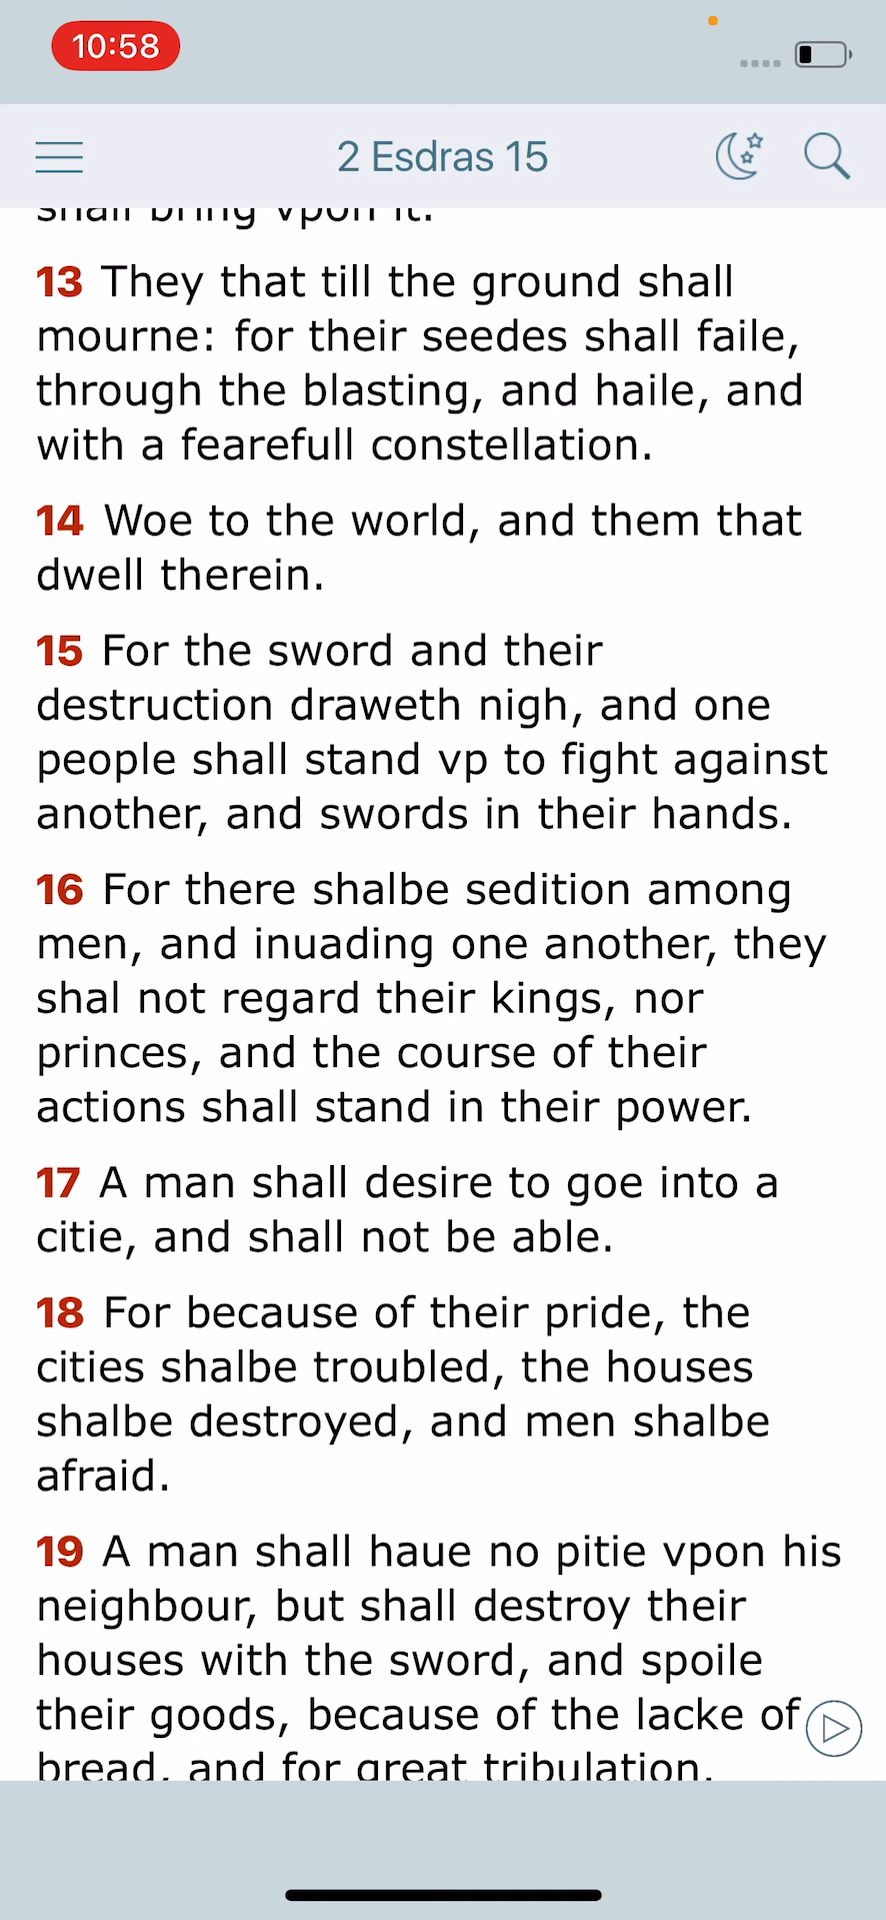 10:58
2 Esdras 15
shall bring vpon it.
13 They that till the ground shall
mourne: for their seedes shall faile,
through the blasting, and haile, and
with a fearefull constellation.
14 Woe to the world, and them that
dwell therein.
15 For the sword and their
destruction draweth nigh, and one
people shall stand vp to fight against
another, and swords in their hands.
16 For there shalbe sedition among
men, and inuading one another, they
shal not regard their kings, nor
princes, and the course of their
actions shall stand in their power.
17 A man shall desire to goe into a
citie, and shall not be able.
18 For because of their pride, the
cities shalbe troubled, the houses
shalbe destroyed, and men shalbe
afraid.
19 A man shall haue no pitie vpon his
neighbour, but shall destroy their
houses with the sword, and spoile
their goods, because of the lacke of
bread, and for great tribulation.